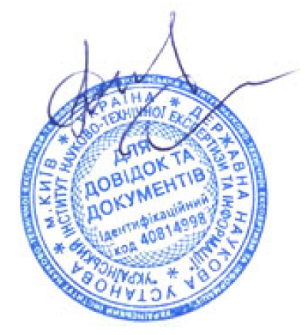 * УКРАЇНА * ДЕРЖАВНА НАУКОВА УСТАНОВА * М. КИЇВ
"УКРАЇНСЬКИЙ ІНСТИТУТ НАУКОВО-ТЕХНІЧНОЇ ЕКСПЕРТИЗИ ТА ІНФОРМАЦІЇ"
ДЛЯ
ДОВІДОК ТА
ДОКУМЕНТІВ
Ідентифікаційний
код 40814998